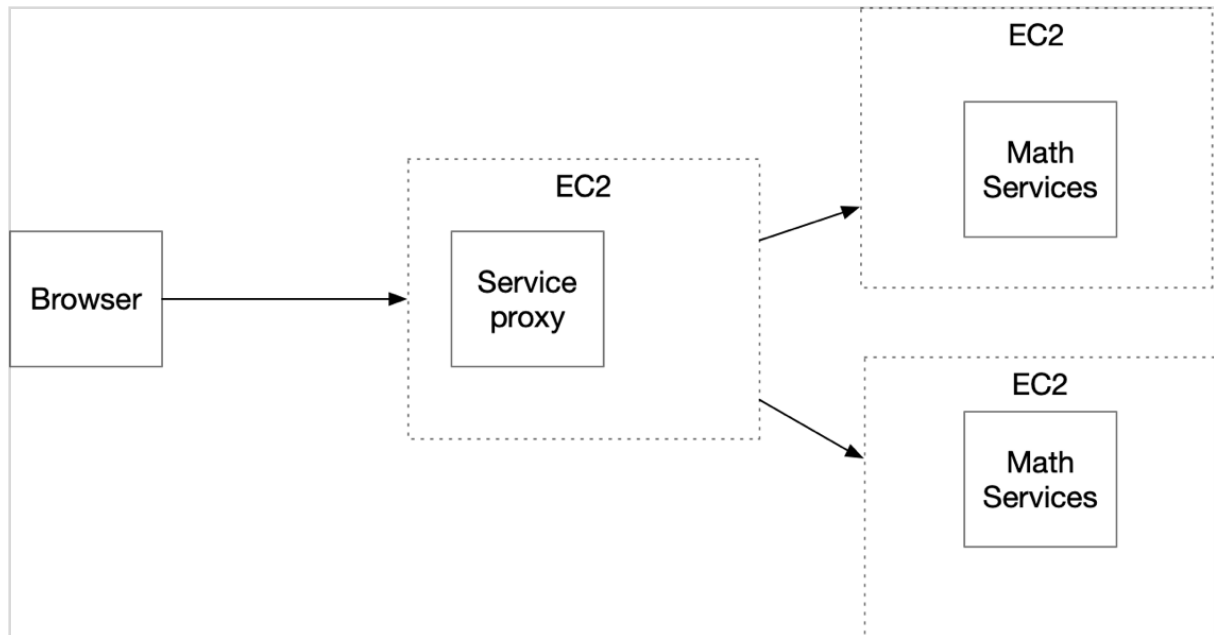 Browser
EC2
Service
proxy
EC2
Math
Services
EC2
Math
Services